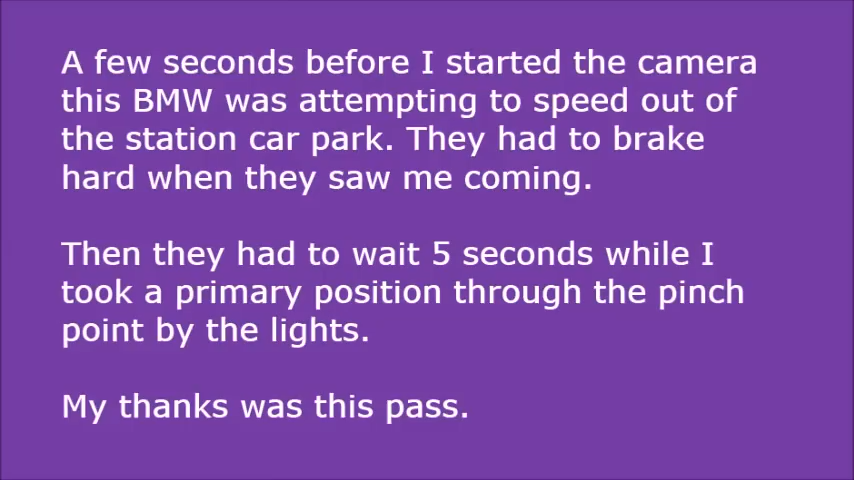 A few seconds before I started the camera
this BMW was attempting to speed out of
the station car park. They had to brake
hard when they saw me coming.
Then they had to wait 5 seconds while I
took a primary position through the pinch
point by the lights.
My thanks was this pass.